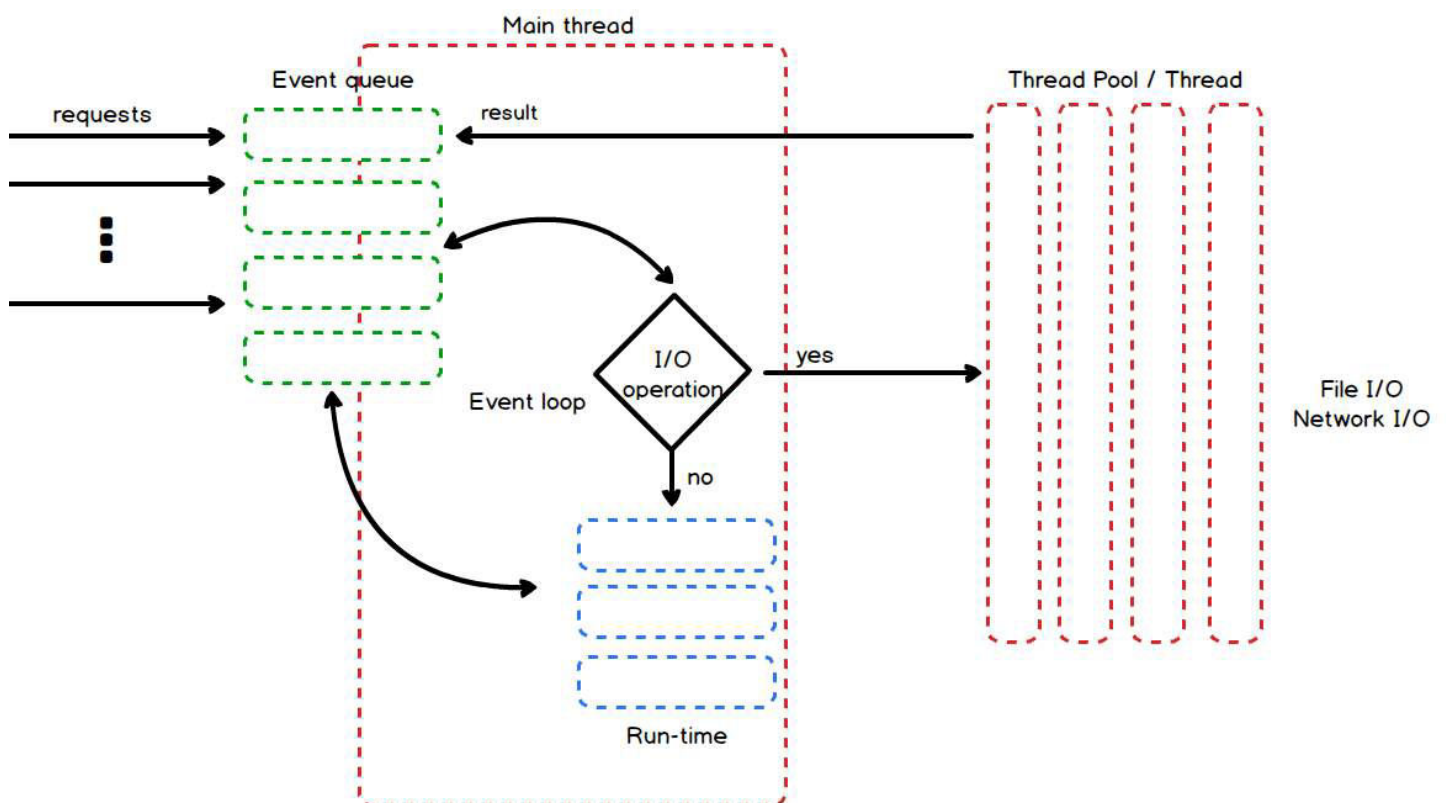 Main thread
Event queue
Thread Pool / Thread
requests
result
I/O
operation
yes
Event loop
File I/O
Network I/O
no
Run-time